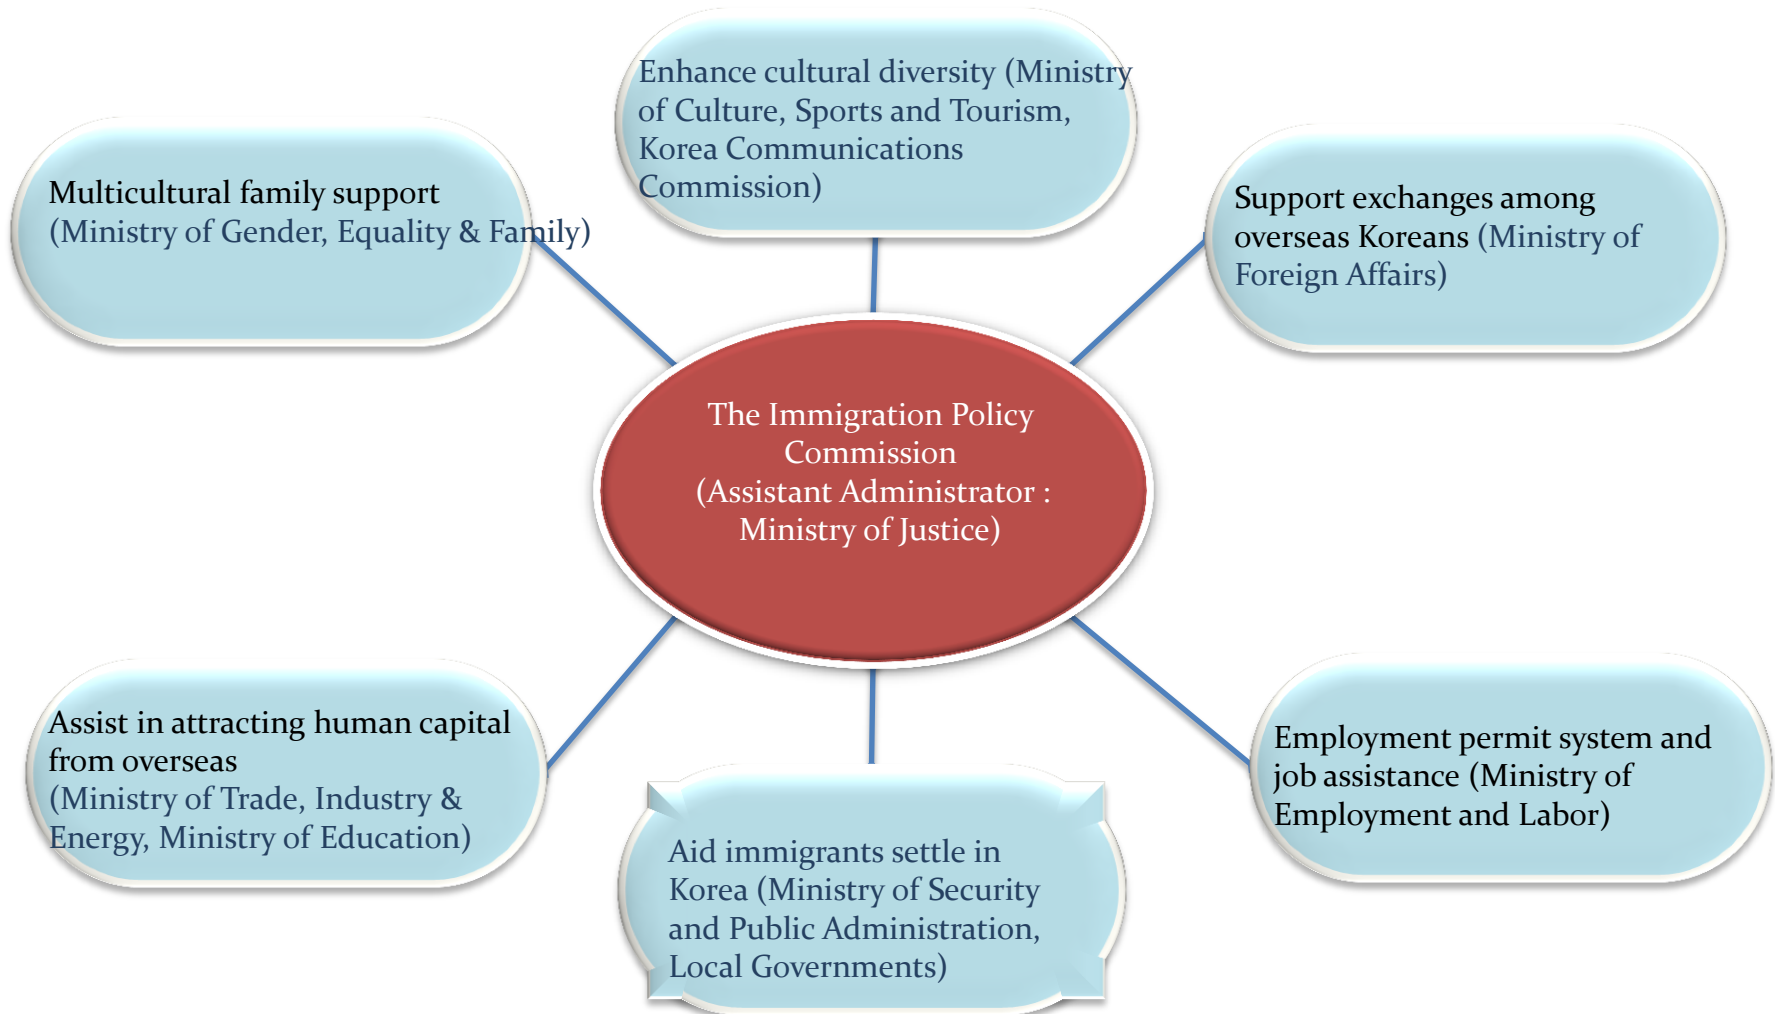 Enhance cultural diversity (Ministry
of Culture, Sports and Tourism,
Korea Communications
Commission)
Multicultural family support
(Ministry of Gender, Equality & Family)
Support exchanges among
overseas Koreans (Ministry of
Foreign Affairs)
The Immigration Policy
Commission
(Assistant Administrator :
Ministry of Justice)
Assist in attracting human capital
from overseas
(Ministry of Trade, Industry &
Energy, Ministry of Education)
Employment permit system and
job assistance (Ministry of
Employment and Labor)
Aid immigrants settle in
Korea (Ministry of Security
and Public Administration,
Local Governments)